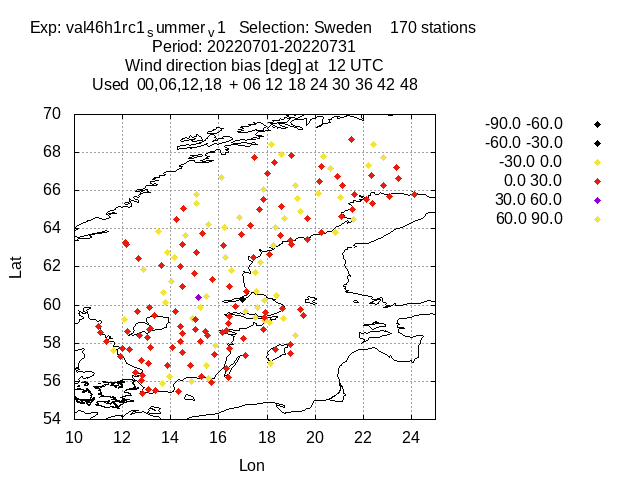 Exp: val46h1rc1summerv1 Selection: Sweden 170 stations
Period: 20220701-20220731
Wind direction bias [deg] at 12 UTC
Used 00,06,12,18 + 06 12 18 24 30 36 42 48
-90.0 -60.0
-60.0 -30.0
-30.0 0.0
0.0 30.0
30.0 60.0
60.0 90.0
70
68
66
64
62
60
58
56
54
Lat
10 12 14 16 18 20 22 24
Lon